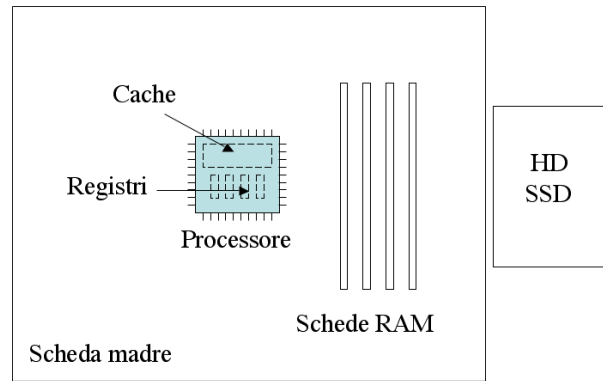 Cache
Registri
Processore
Schede RAM
Scheda madre
HD
SSD